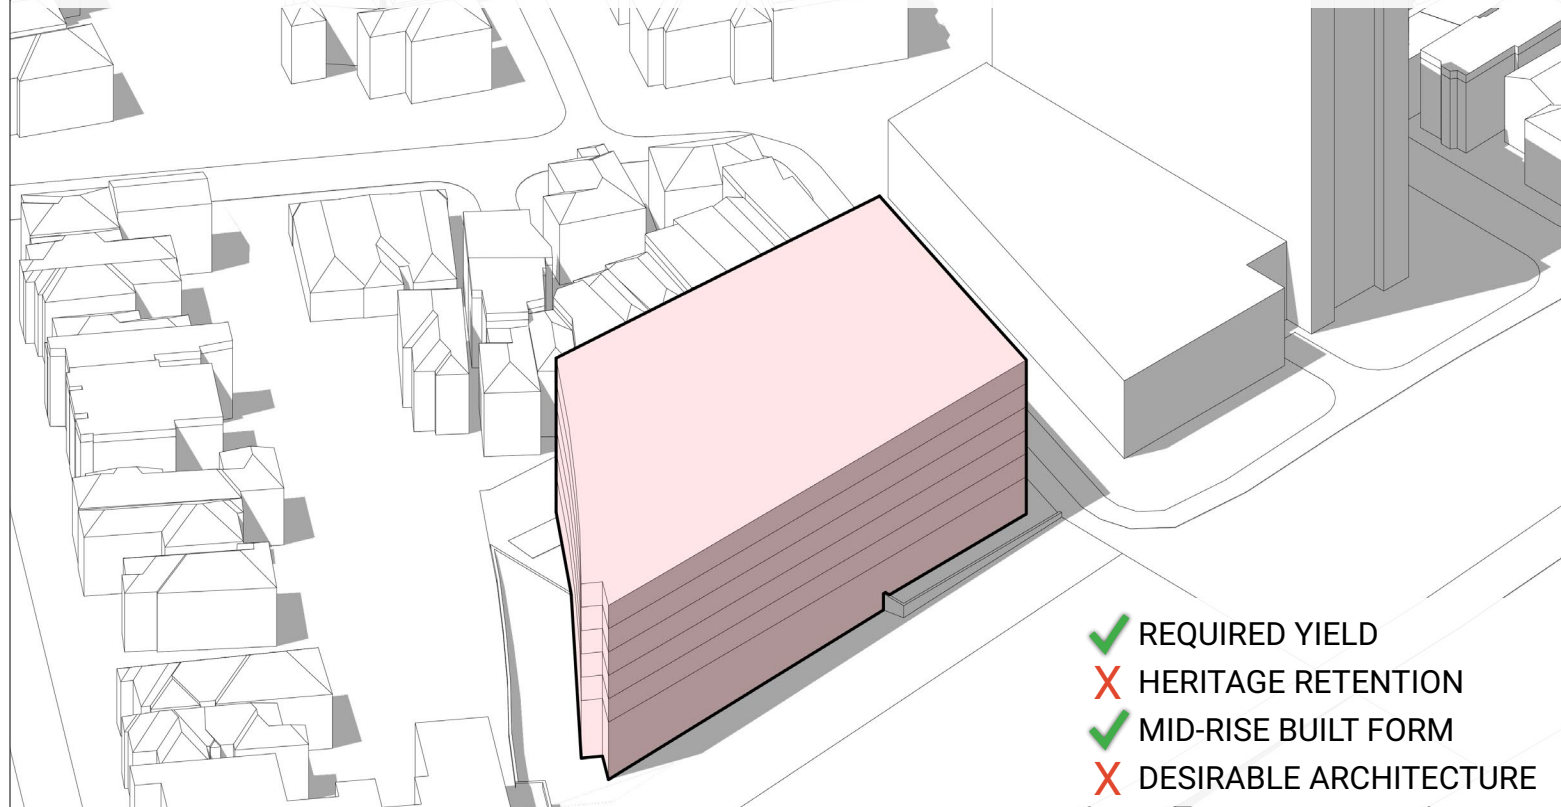 REQUIRED YIELD
X HERITAGE RETENTION
MID-RISE BUILT FORM
X DESIRABLE ARCHITECTURE